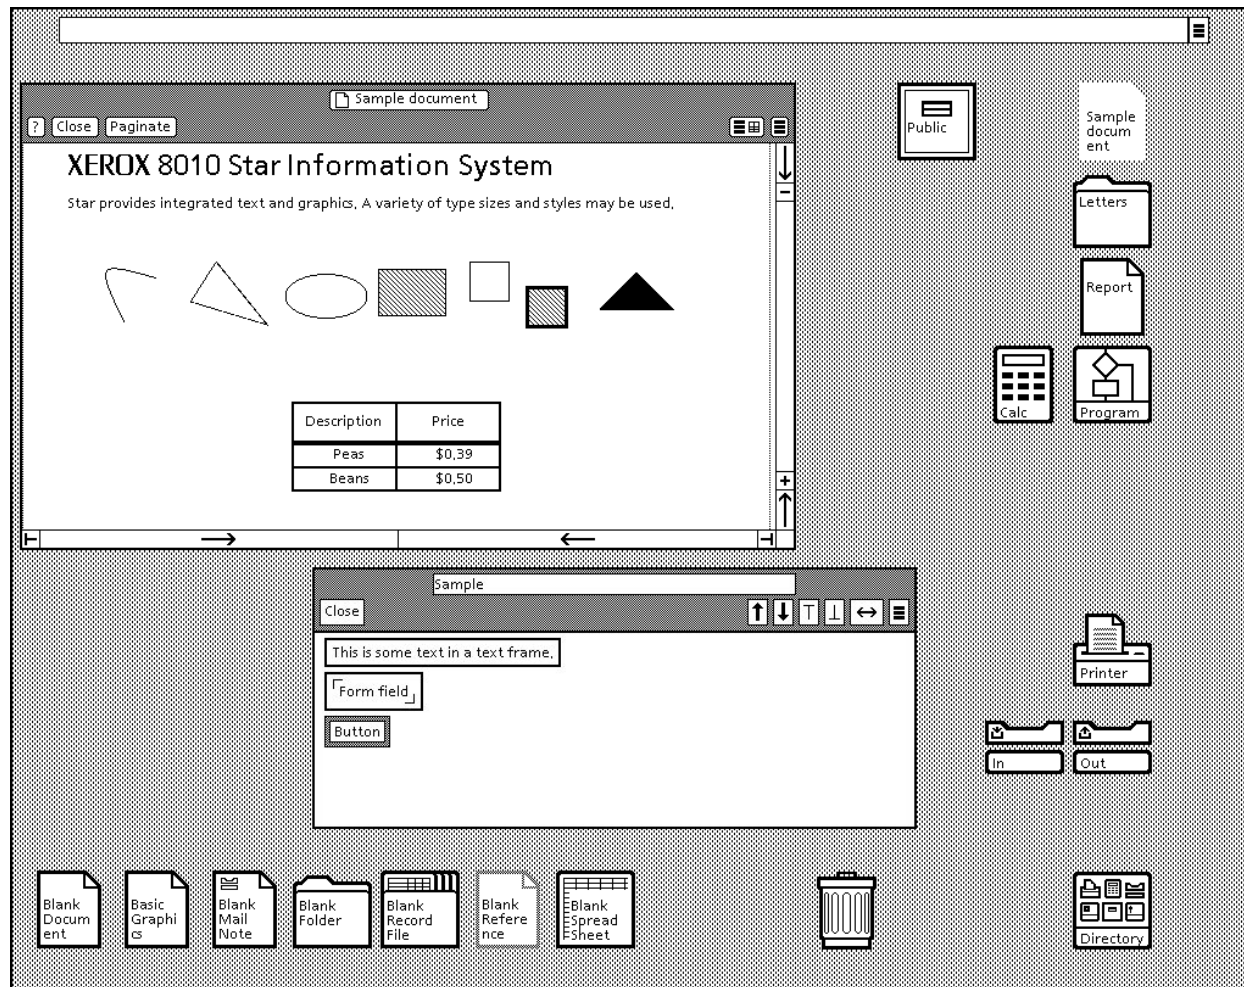 Sample document
? Close Paginate
XEROX 8010 Star Information System
Star provides integrated text and graphics. A variety of type sizes and styles may be used.
Description Price
Peas $0.39
Beans $0.50
Public
Sample
docum
ent
Letters
Report
Calc
Program
Sample
Close
This is some text in a text frame.
Form field
Button
Printer
In
Out
Blank
Docum
ent
Basic
Graphi
cs
Blank
Mail
Note
Blank
Folder
Blank
Record
File
Blank
Refere
nce
Blank
Spread
Sheet
Directory